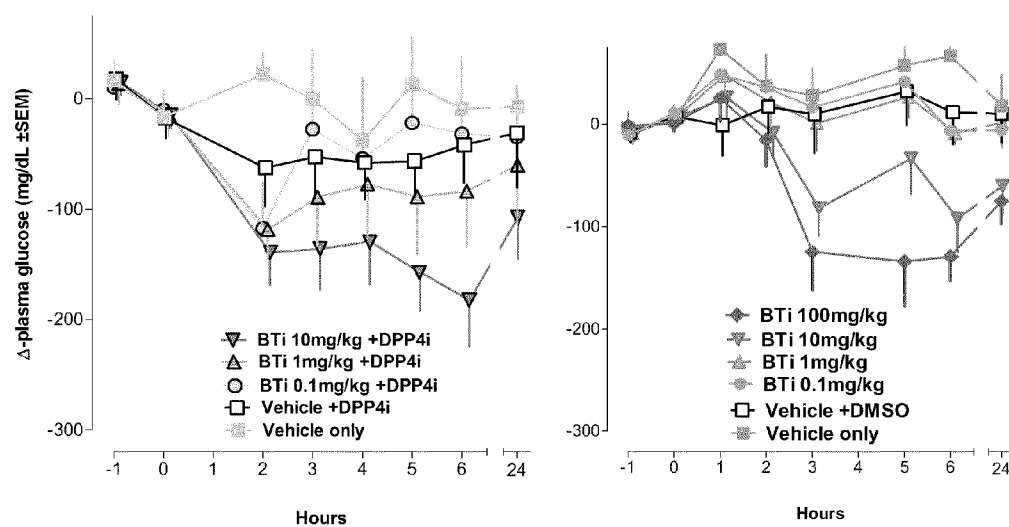 Δ-plasma glucose (mg/dL ±SEM)
0
-100
-200
-300
BTi 10mg/kg +DPP4i
BTi 1mg/kg +DPP4i
BTi 0.1mg/kg +DPP4i
Vehicle +DPP4i
Vehicle only
-1 0 1 2 3 4 5 6 24
Hours
0
-100
-200
-300
BTi 100mg/kg
BTi 10mg/kg
BTi 1mg/kg
BTi 0.1mg/kg
Vehicle +DMSO
Vehicle only
-1 0 1 2 3 4 5 6 24
Hours